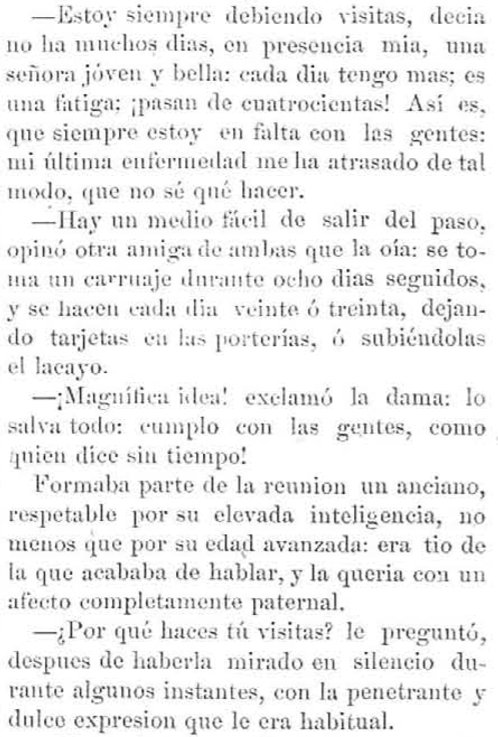 —Estoy siempre debiendo visitas, decia
no ha muchos dias, en presencia mia, una
señora jóven y bella: cada dia tengo mas; es
una fatiga; ¡pasan de cuatrocientas! Así es,
que siempre estoy en falta con las gentes:
mi última enfermedad me ha atrasado de tal
modo, que no sé qué hacer.
—Hay un medio fácil de salir del paso,
opinó otra amiga de ambas que la oía: se to-
ma un carruaje durante ocho dias seguidos,
y se hacen cada dia veinte ó treinta, dejan-
do tarjetas en las porterías, ó subiéndolas
el lacayo.
—¡Magnífica idea! exclamó la dama: lo
salva todo: cumplo con las gentes, como
quien dice sin tiempo!
Formaba parte de la reunion un anciano,
respetable por su elevada inteligencia, no
menos que por su edad avanzada: era tio de
la que acababa de hablar, y la queria con un
afecto completamente paternal.
—¿Por qué haces tú visitas? le preguntó,
despues de haberla mirado en silencio du-
rante algunos instantes, con la penetrante y
dulce expresion que le era habitual.